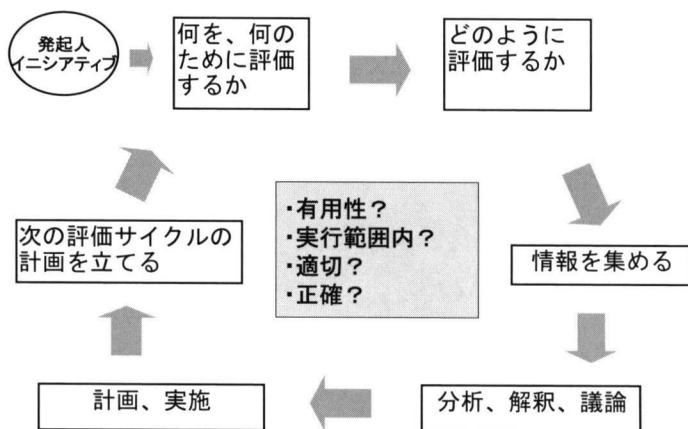 発起人
イニシアティブ
何を、何の
ために評価
するか
どのように
評価するか
・有用性？
・実行範囲内？
・適切？
・正確？
次の評価サイクルの
計画を立てる
情報を集める
計画、実施
分析、解釈、議論